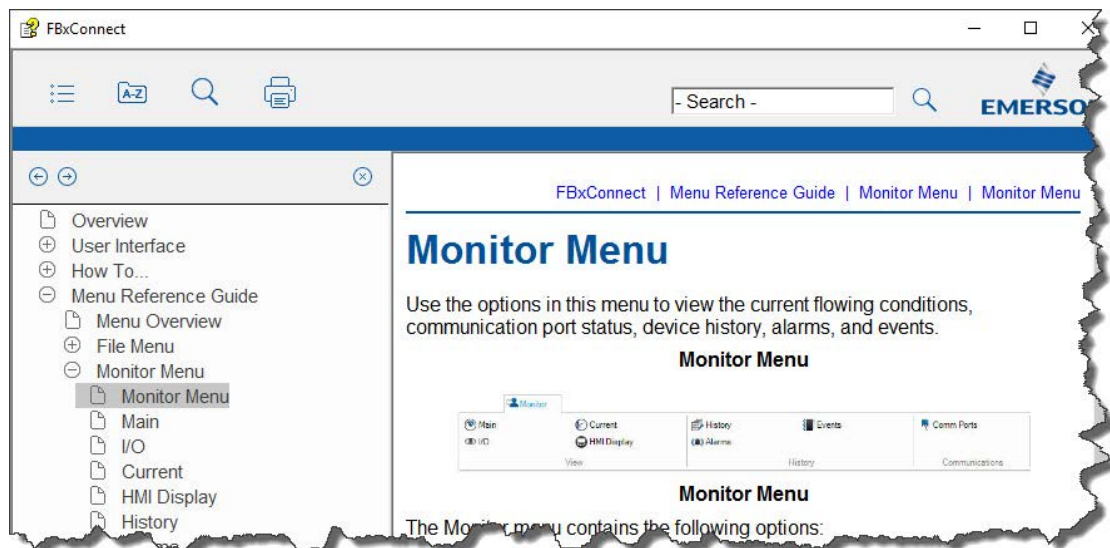 FBxConnect
A-Z
- Search -
EMERSO
FBxConnect | Menu Reference Guide | Monitor Menu | Monitor Menu
Overview
User Interface
How To...
Menu Reference Guide
Menu Overview
File Menu
Monitor Menu
Monitor Menu
Main
I/O
Current
HMI Display
History
Monitor Menu
Use the options in this menu to view the current flowing conditions,
communication port status, device history, alarms, and events.
Monitor Menu
Monitor
Main Current History Events Comm Ports
I/O HMI Display Alarms
View History Communications
Monitor Menu
The Monitor menu contains the following options: